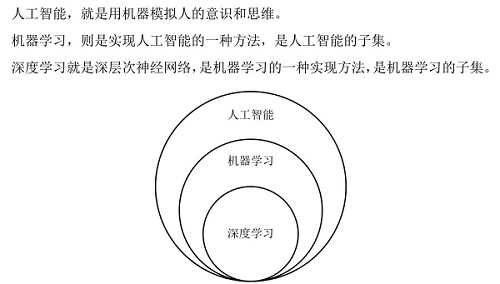 人工智能，就是用机器模拟人的意识和思维。
机器学习，则是实现人工智能的一种方法，是人工智能的子集。
深度学习就是深层次神经网络，是机器学习的一种实现方法，是机器学习的子集。
人工智能
机器学习
深度学习